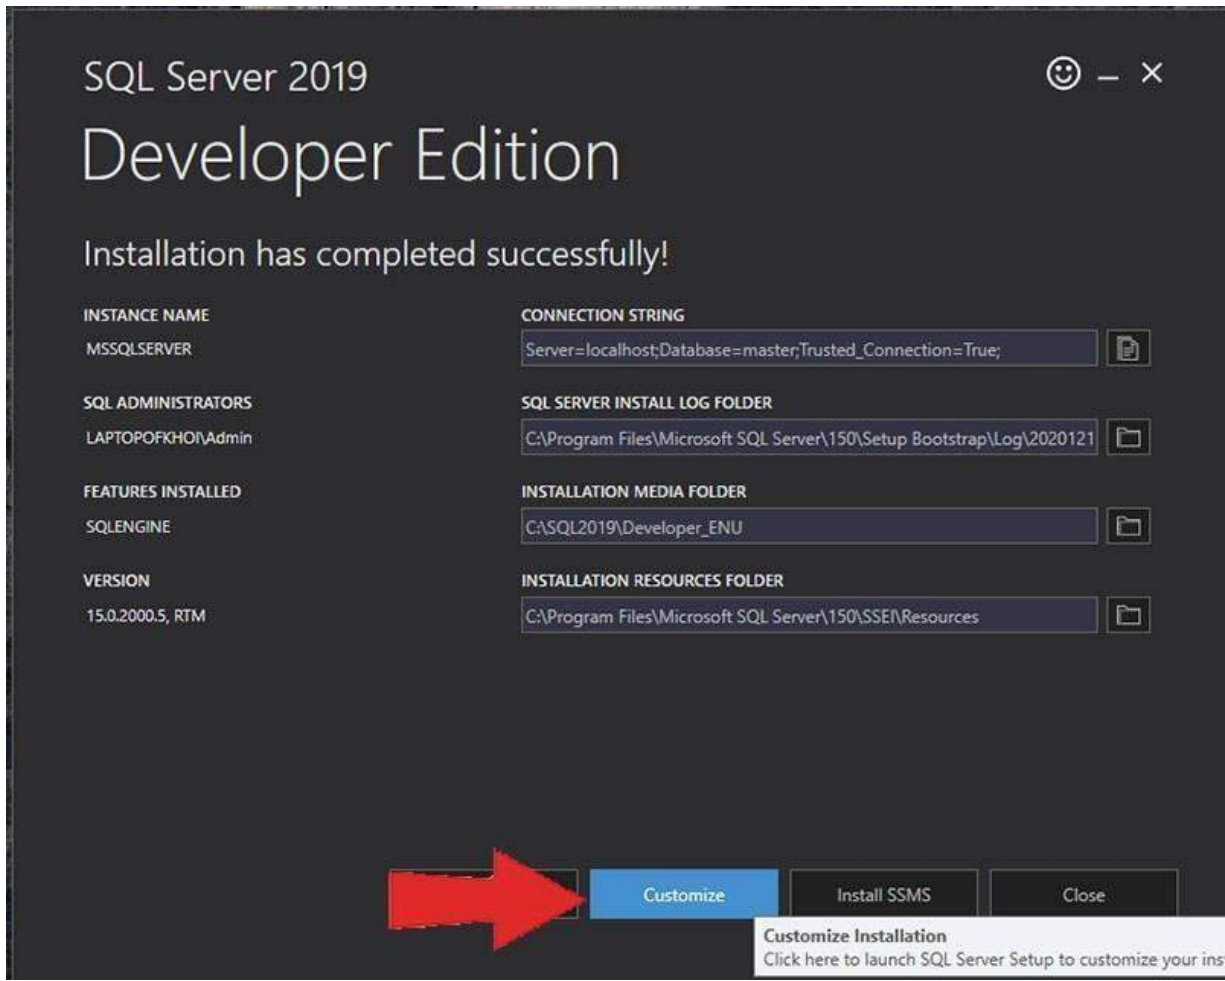 SQL Server 2019
Developer Edition
Installation has completed successfully!
INSTANCE NAME
MSSQLSERVER
CONNECTION STRING
Server=localhost;Database=master;Trusted_Connection=True;
SQL ADMINISTRATORS
LAPTOPOFKHOI\Admin
SQL SERVER INSTALL LOG FOLDER
C:\Program Files\Microsoft SQL Server\150\Setup Bootstrap\Log\2020121
FEATURES INSTALLED
SQLENGINE
INSTALLATION MEDIA FOLDER
C:\SQL2019\Developer_ENU
VERSION
15.0.2000.5, RTM
INSTALLATION RESOURCES FOLDER
C:\Program Files\Microsoft SQL Server\150\SSEI\Resources
Customize
Install SSMS
Close
Customize Installation
Click here to launch SQL Server Setup to customize your ins